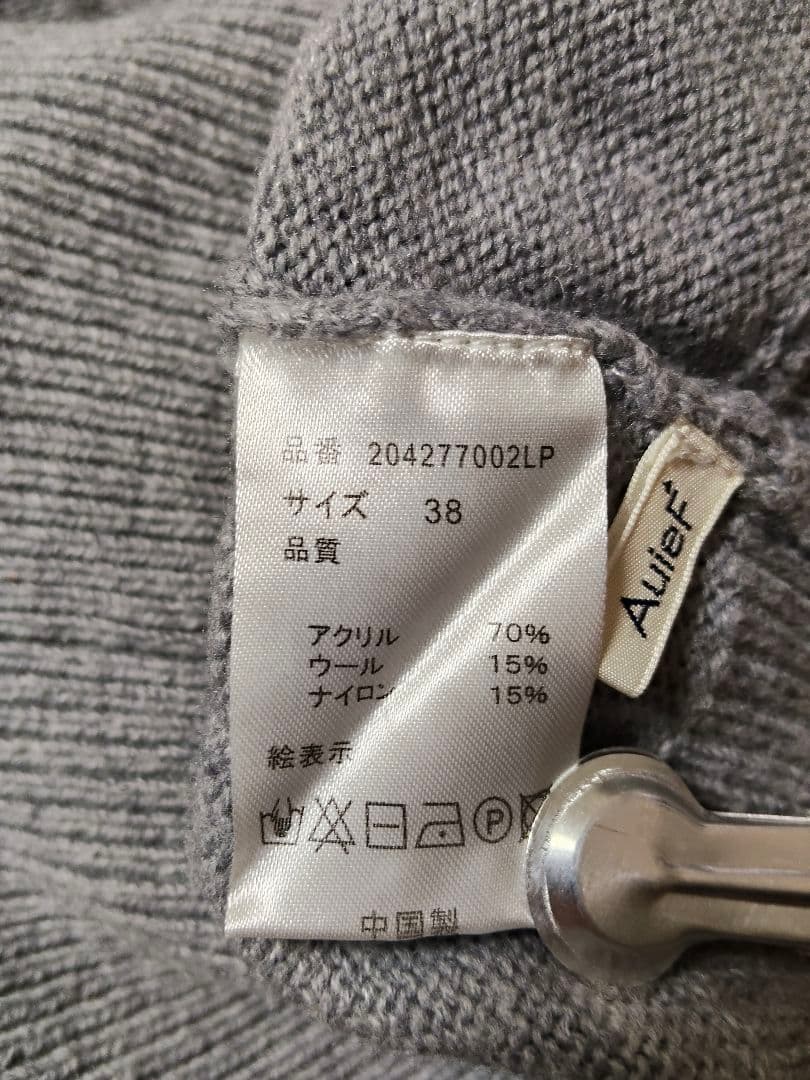 品番 204277002LP
サイズ 38
品質
アクリル 70%
ウール 15%
ナイロン 15%
絵表示
P
中国製
AuieF